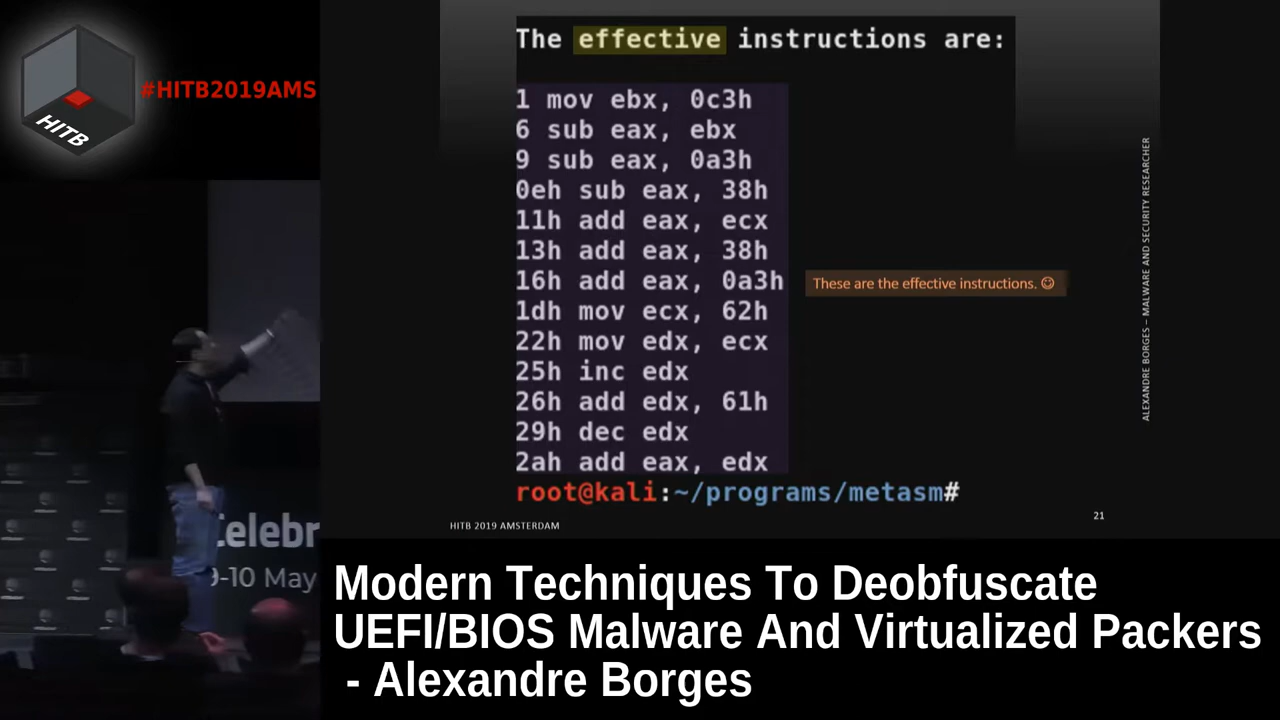 The effective instructions are:
HITB
#HITB2019AMS
1 mov ebx, 0c3h
6 sub eax, ebx
9 sub eax, 0a3h
0eh sub eax, 38h
11h add eax, ecx
13h add eax, 38h
16h add eax, 0a3h
These are the effective instructions. ☺
1dh mov ecx, 62h
22h mov edx, ecx
25h inc edx
26h add edx, 61h
29h dec edx
2ah add eax, edx
root@kali:~/programs/metasm#
ALEXANDRE BORGES – MALWARE AND SECURITY RESEARCHER
HITB 2019 AMSTERDAM
21
Celebr
9-10 May
Modern Techniques To Deobfuscate
UEFI/BIOS Malware And Virtualized Packers
- Alexandre Borges